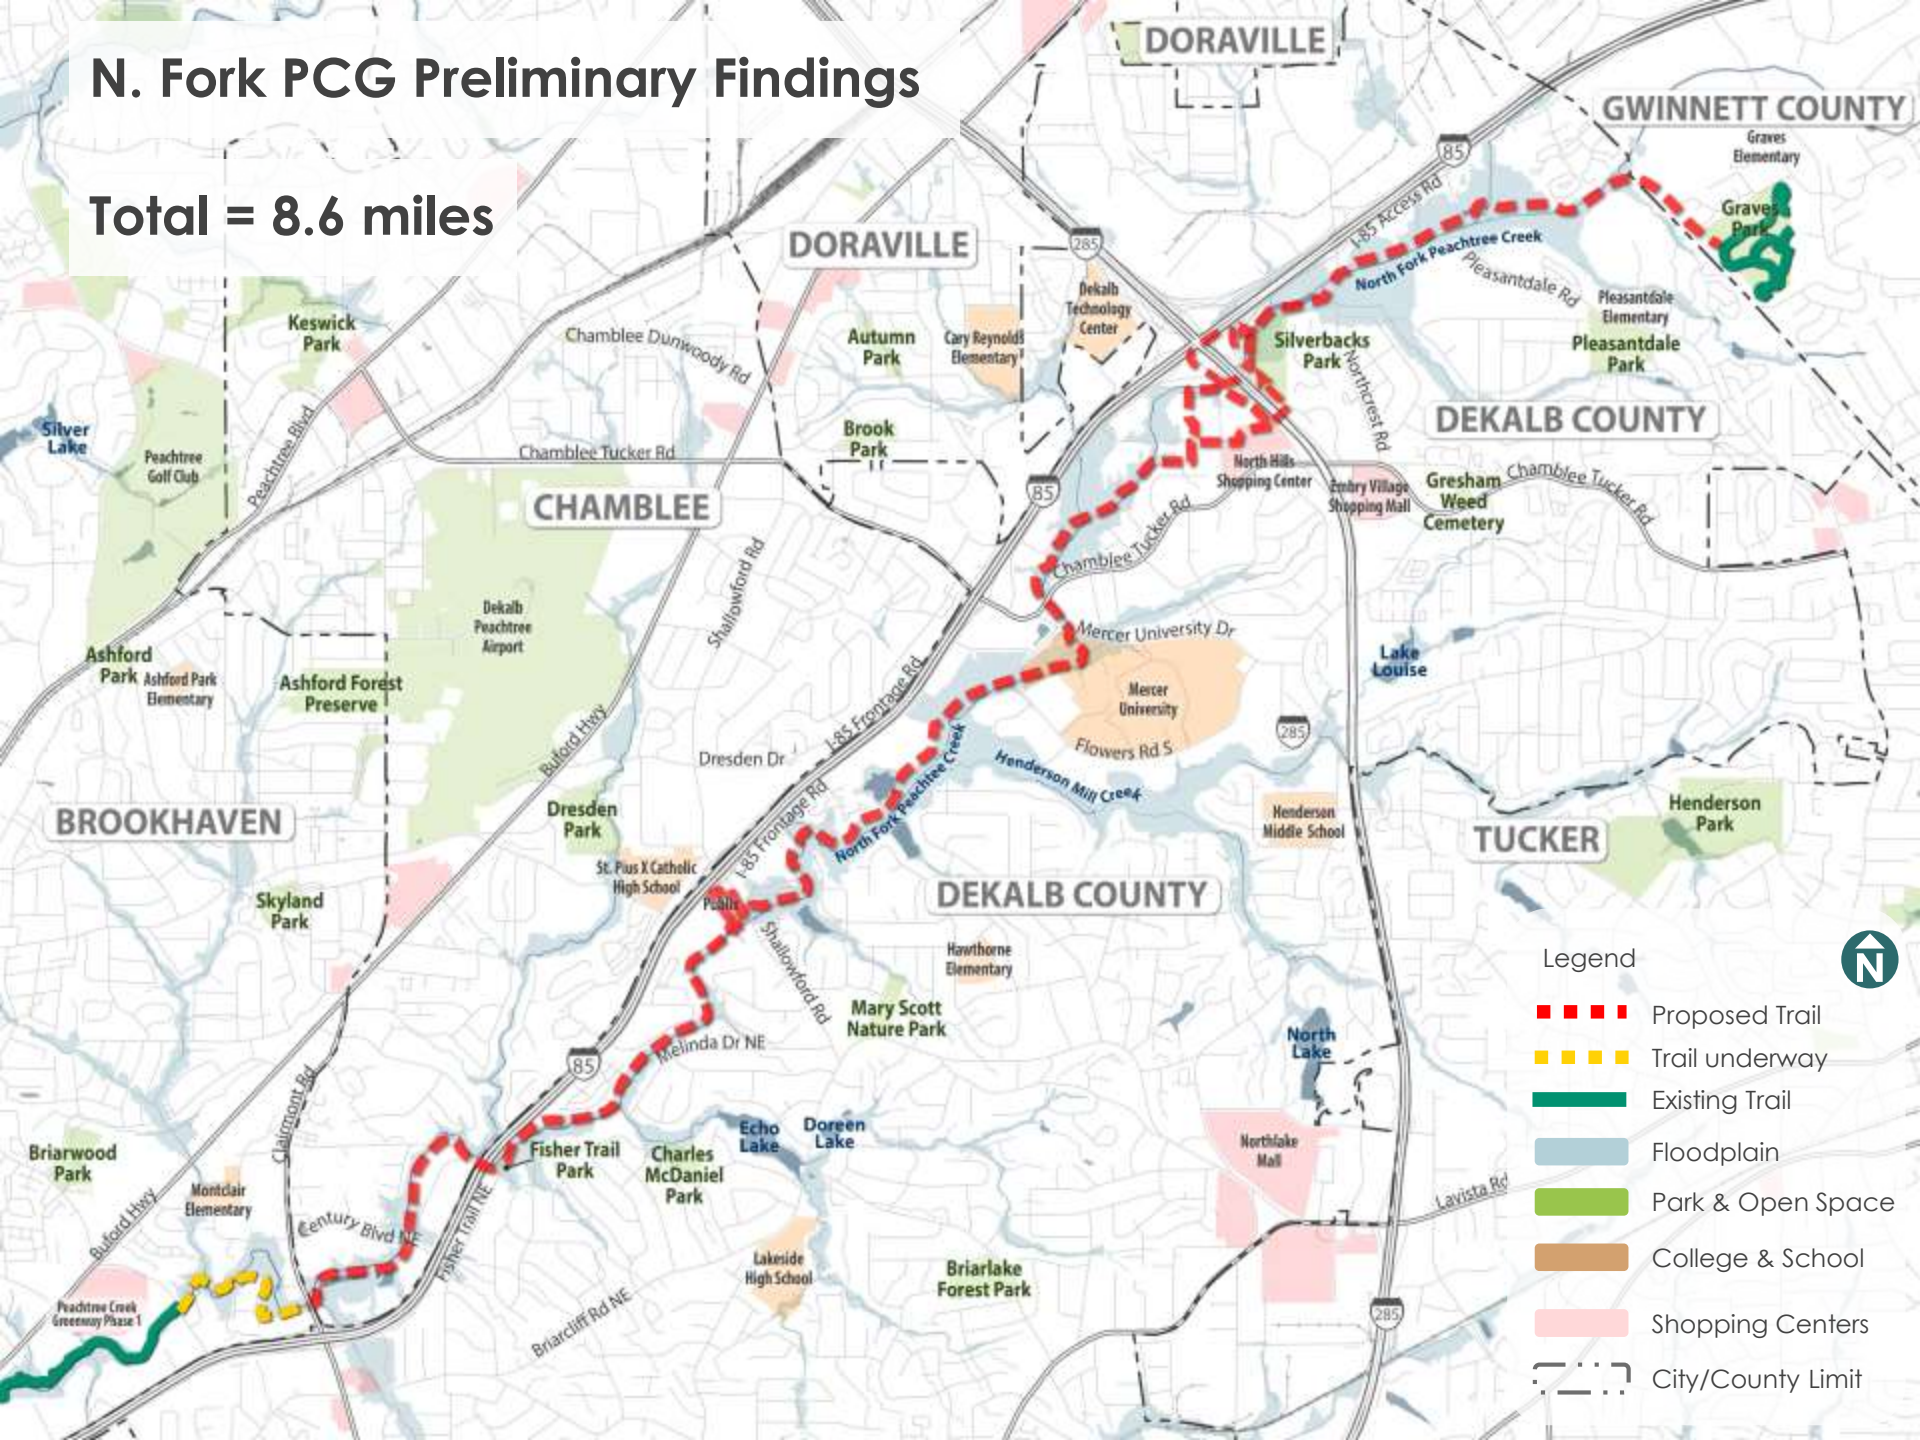 N. Fork PCG Preliminary Findings
Total = 8.6 miles
DORAVILLE
GWINNETT COUNTY
Graves
Elementary
Graves
Park
85
I-85 Access Rd
North Fork Peachtree Creek
Pleasantdale Rd
Pleasantdale
Elementary
Pleasantdale
Park
DORAVILLE
285
Dekalb
Technology
Center
Keswick
Park
Chamblee Dunwoody Rd
Autumn
Park
Cary Reynolds
Elementary
Silverbacks
Park
Northcrest Rd
DEKALB COUNTY
Silver
Lake
Peachtree
Golf Club
Peachtree Blvd
Chamblee Tucker Rd
Brook
Park
North Hills
Shopping Center
Embry Village
Shopping Mall
Gresham
Weed
Cemetery
Chamblee Tucker Rd
CHAMBLEE
85
Chamblee Tucker Rd
Shallowford Rd
Dekalb
Peachtree
Airport
Mercer University Dr
Ashford
Park
Ashford Park
Elementary
Ashford Forest
Preserve
I-85 Frontage Rd
Mercer
University
Lake
Louise
Buford Hwy
Dresden Dr
Flowers Rd S
285
North Fork Peachtee Creek
Henderson Mill Creek
BROOKHAVEN
Dresden
Park
I-85 Frontage Rd
Henderson
Middle School
TUCKER
Henderson
Park
St. Pius X Catholic
High School
Public
DEKALB COUNTY
Skyland
Park
Shallowford Rd
Hawthorne
Elementary
Mary Scott
Nature Park
Melinda Dr NE
North
Lake
85
Clairmont Rd
Echo
Lake
Doreen
Lake
Briarwood
Park
Fisher Trail
Park
Charles
McDaniel
Park
Northlake
Mall
Montclair
Elementary
Buford Hwy
Century Blvd NE
Fisher Trail NE
Lavista Rd
Lakeside
High School
Briarlake
Forest Park
Peachtree Creek
Greenway Phase 1
Briarcliff Rd NE
285
Legend
N
Proposed Trail
Trail underway
Existing Trail
Floodplain
Park & Open Space
College & School
Shopping Centers
City/County Limit